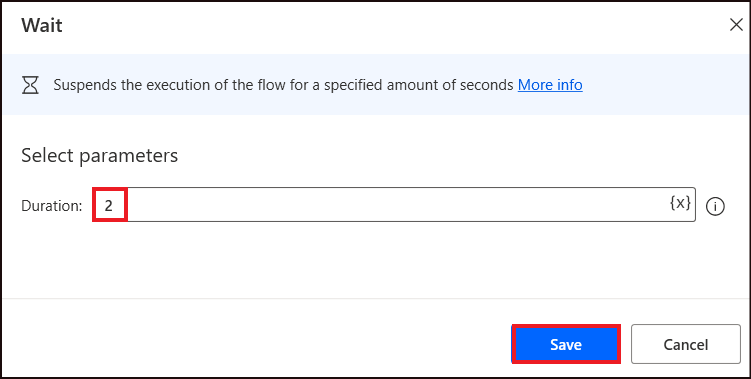 Wait
Suspends the execution of the flow for a specified amount of seconds More info
Select parameters
Duration: 2 {x}
Save Cancel